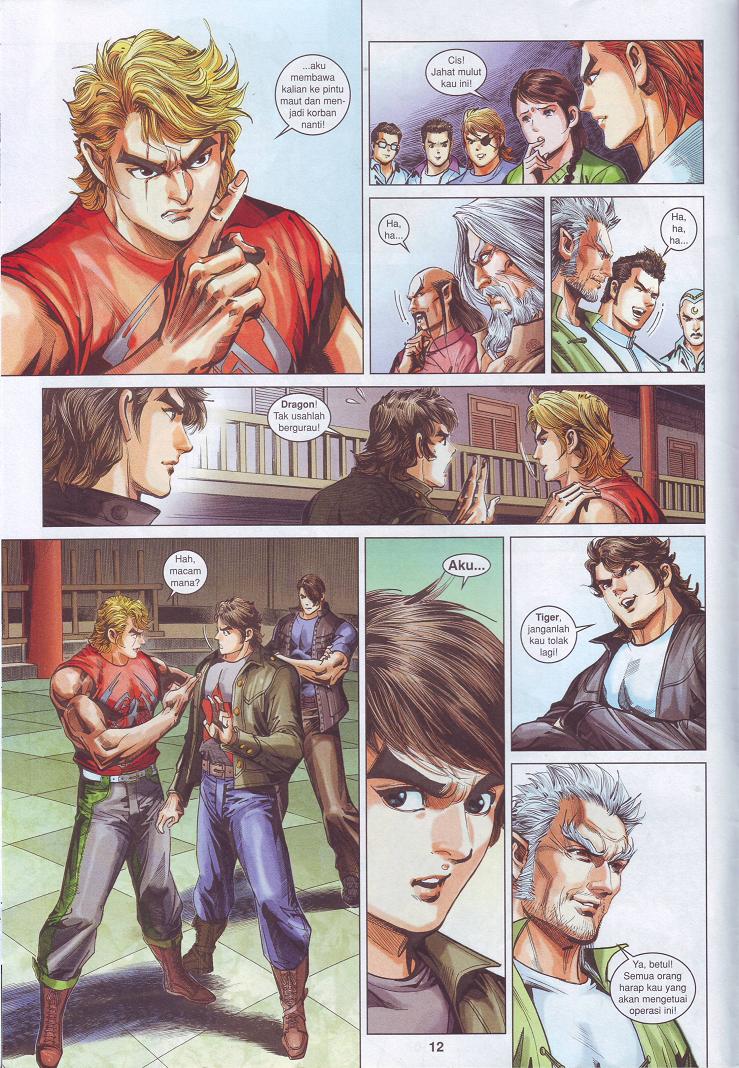 ...aku
membawa
kalian ke pintu
maut dan men-
jadi korban
nanti!
Cis!
Jahat mulut
kau ini!
Ha,
ha...
Ha,
ha,
ha...
Dragon!
Tak usahlah
bergurau!
Hah,
macam
mana?
Aku...
Tiger,
janganlah
kau tolak
lagi!
Ya, betul!
Semua orang
harap kau yang
akan mengetuai
operasi ini!
12